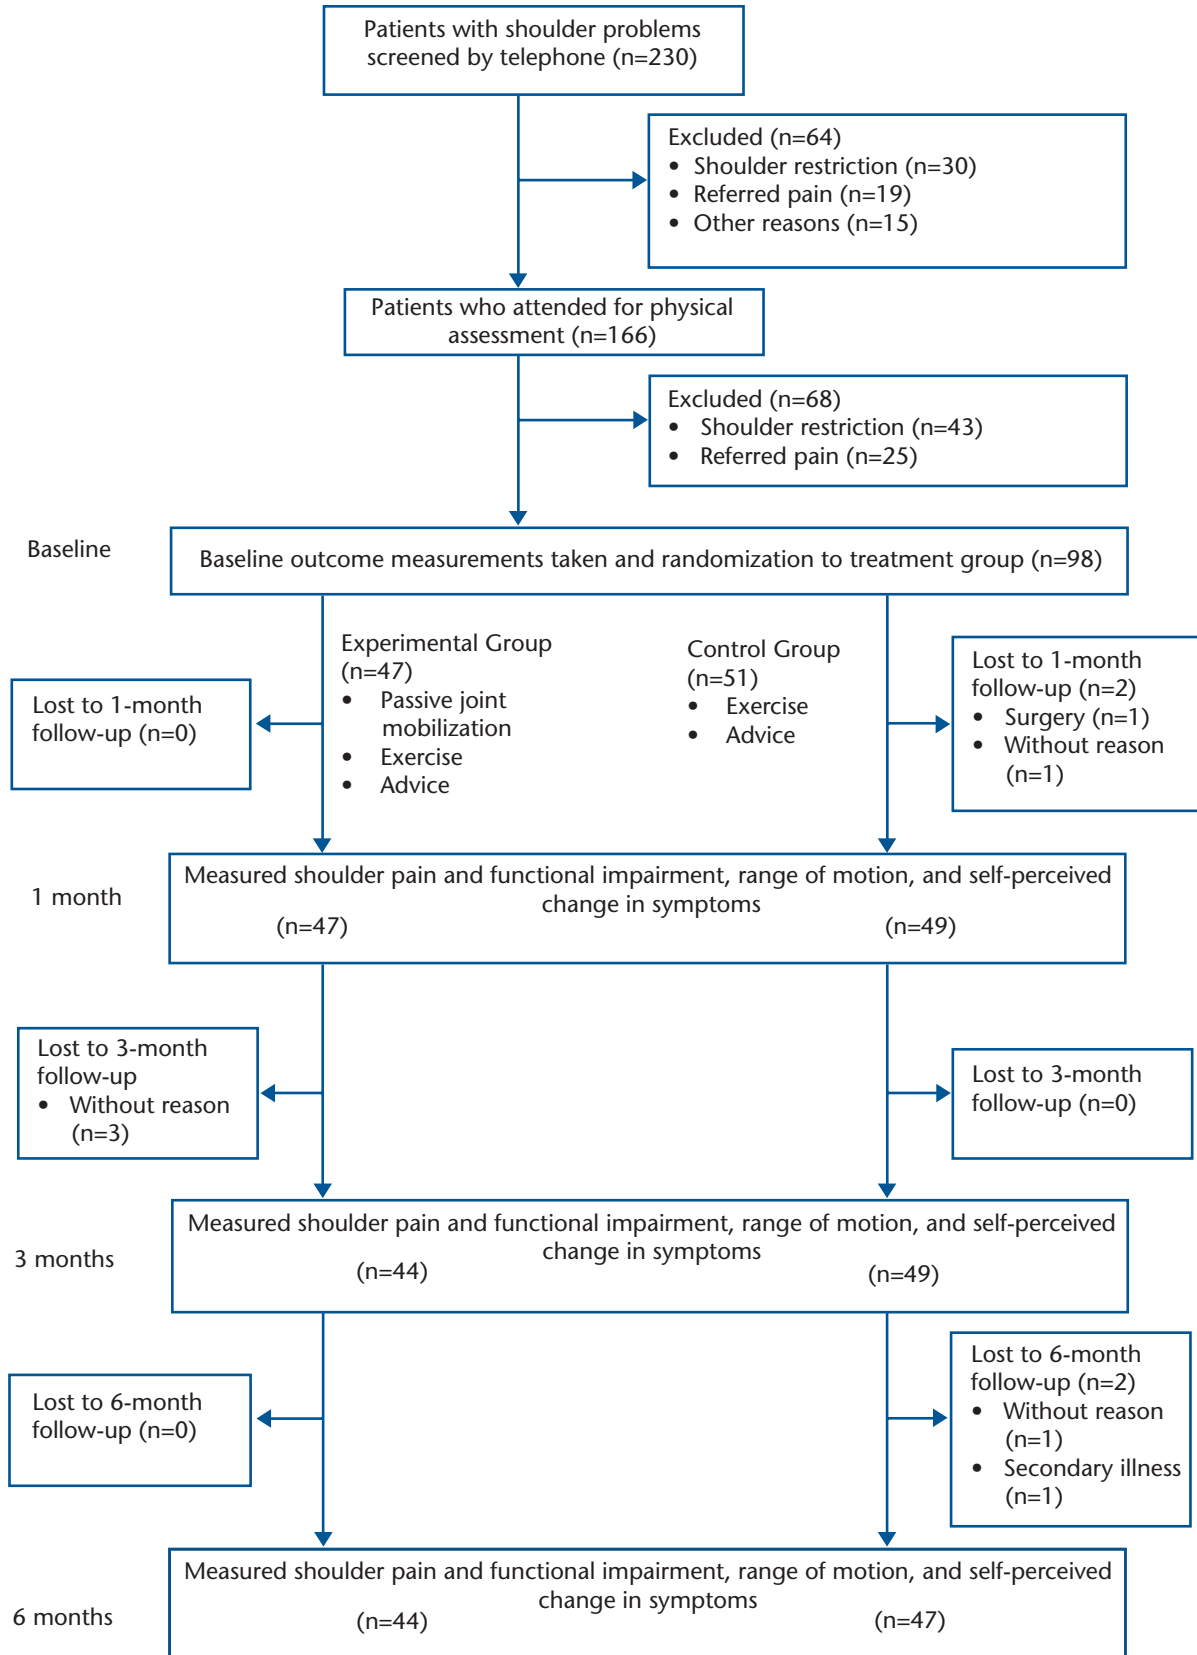 Patients with shoulder problems
screened by telephone (n=230)
Excluded (n=64)
• Shoulder restriction (n=30)
• Referred pain (n=19)
• Other reasons (n=15)
Patients who attended for physical
assessment (n=166)
Excluded (n=68)
• Shoulder restriction (n=43)
• Referred pain (n=25)
Baseline
Baseline outcome measurements taken and randomization to treatment group (n=98)
Lost to 1-month
follow-up (n=0)
Experimental Group
(n=47)
• Passive joint
mobilization
• Exercise
• Advice
Control Group
(n=51)
• Exercise
• Advice
Lost to 1-month
follow-up (n=2)
• Surgery (n=1)
• Without reason
(n=1)
1 month
Measured shoulder pain and functional impairment, range of motion, and self-perceived
change in symptoms
(n=47)
(n=49)
Lost to 3-month
follow-up
• Without reason
(n=3)
Lost to 3-month
follow-up (n=0)
3 months
Measured shoulder pain and functional impairment, range of motion, and self-perceived
change in symptoms
(n=44)
(n=49)
Lost to 6-month
follow-up (n=0)
Lost to 6-month
follow-up (n=2)
• Without reason
(n=1)
• Secondary illness
(n=1)
6 months
Measured shoulder pain and functional impairment, range of motion, and self-perceived
change in symptoms
(n=44)
(n=47)